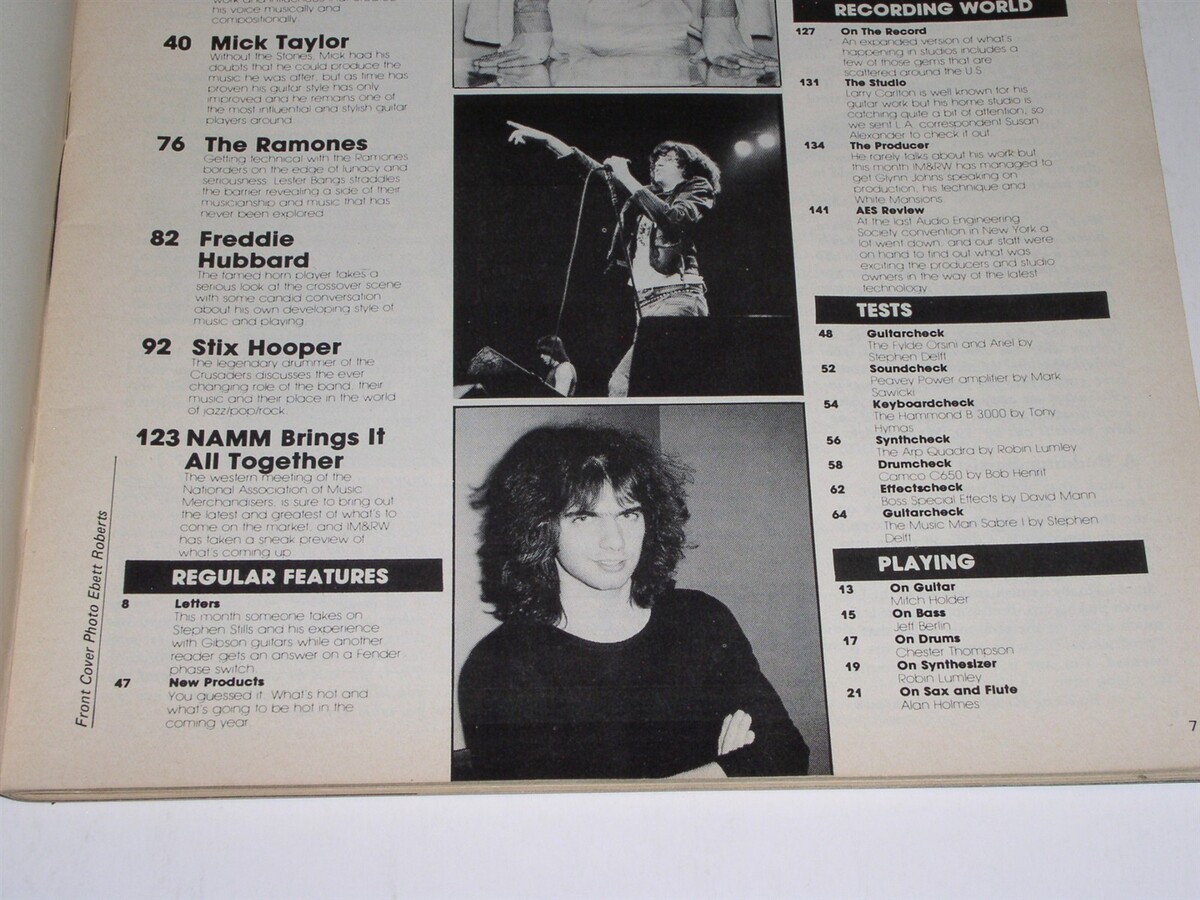 his voice musically and
compositionally
40 Mick Taylor
Without the Stones, Mick had his
doubts that he could produce the
music he was after, but as time has
proven his guitar style has only
improved and he remains one of
the most influential and stylish guitar
players around
76 The Ramones
Getting technical with the Ramones
borders on the edge of lunacy and
seriousness. Lester Bangs straddles
the barrier revealing a side of their
musicianship and music that has
never been explored
82 Freddie
Hubbard
The famed horn player takes a
serious look at the crossover scene
with some candid conversation
about his own developing style of
music and playing
92 Stix Hooper
The legendary drummer of the
Crusaders discusses the ever
changing role of the band, their
music and their place in the world
of jazz/pop/rock.
123 NAMM Brings It
All Together
The western meeting of the
National Association of Music
Merchandisers, is sure to bring out
the latest and greatest of what's to
come on the market, and IM&RW
has taken a sneak preview of
what's coming up
REGULAR FEATURES
8 Letters
This month someone takes on
Stephen Stills and his experience
with Gibson guitars while another
reader gets an answer on a Fender
phase switch.
47 New Products
You guessed it. What's hot and
what's going to be hot in the
coming year
Front Cover Photo Ebett Roberts
RECORDING WORLD
127 On The Record
An expanded version of what's
happening in studios includes a
few of those gems that are
scattered around the U.S.
131 The Studio
Larry Carlton is well known for his
guitar work but his home studio is
catching quite a bit of attention, so
we sent L.A. correspondent Susan
Alexander to check it out.
134 The Producer
He rarely talks about his work but
this month IM&RW has managed to
get Glynn Johns speaking on
production, his technique and
White Mansions.
141 AES Review
At the last Audio Engineering
Society convention in New York a
lot went down, and our staff were
on hand to find out what was
exciting the producers and studio
owners in the way of the latest
technology.
TESTS
48 Guitarcheck
The Fylde Orsini and Ariel by
Stephen Delft
52 Soundcheck
Peavey Power amplifier by Mark
Sawicki
54 Keyboardcheck
The Hammond B 3000 by Tony
Hymas
56 Synthcheck
The Arp Quadra by Robin Lumley
58 Drumcheck
Camco C650 by Bob Henrit
62 Effectscheck
Boss Special Effects by David Mann
64 Guitarcheck
The Music Man Sabre I by Stephen
Delft
PLAYING
13 On Guitar
Mitch Holder
15 On Bass
Jeff Berlin
17 On Drums
Chester Thompson
19 On Synthesizer
Robin Lumley
21 On Sax and Flute
Alan Holmes
7